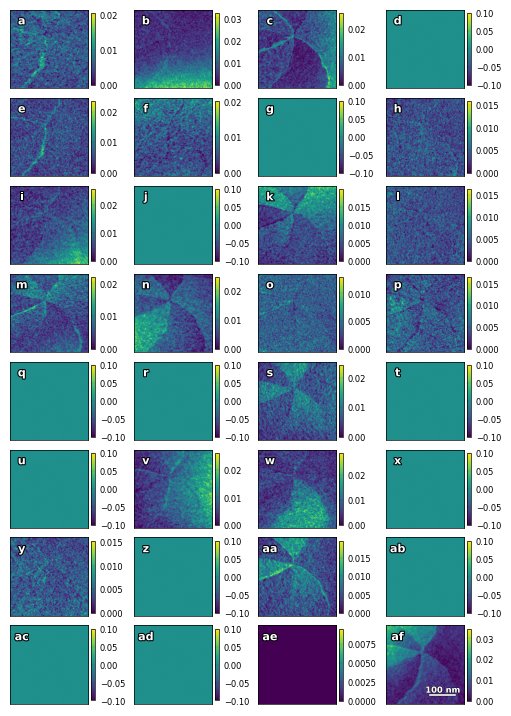 a 0.02 0.01 0.00
b 0.03 0.02 0.01 0.00
c 0.02 0.01 0.00
d 0.10 0.05 0.00 −0.05 −0.10
e 0.02 0.01 0.00
f 0.02 0.01 0.00
g 0.10 0.05 0.00 −0.05 −0.10
h 0.015 0.010 0.005 0.000
i 0.02 0.01 0.00
j 0.10 0.05 0.00 −0.05 −0.10
k 0.015 0.010 0.005 0.000
l 0.015 0.010 0.005 0.000
m 0.02 0.01 0.00
n 0.02 0.01 0.00
o 0.010 0.005 0.000
p 0.015 0.010 0.005 0.000
q 0.10 0.05 0.00 −0.05 −0.10
r 0.10 0.05 0.00 −0.05 −0.10
s 0.02 0.01 0.00
t 0.10 0.05 0.00 −0.05 −0.10
u 0.10 0.05 0.00 −0.05 −0.10
v 0.02 0.01 0.00
w 0.02 0.01 0.00
x 0.10 0.05 0.00 −0.05 −0.10
y 0.015 0.010 0.005 0.000
z 0.10 0.05 0.00 −0.05 −0.10
aa 0.015 0.010 0.005 0.000
ab 0.10 0.05 0.00 −0.05 −0.10
ac 0.10 0.05 0.00 −0.05 −0.10
ad 0.10 0.05 0.00 −0.05 −0.10
ae 0.0075 0.0050 0.0025 0.0000
af 0.03 0.02 0.01 0.00
100 nm